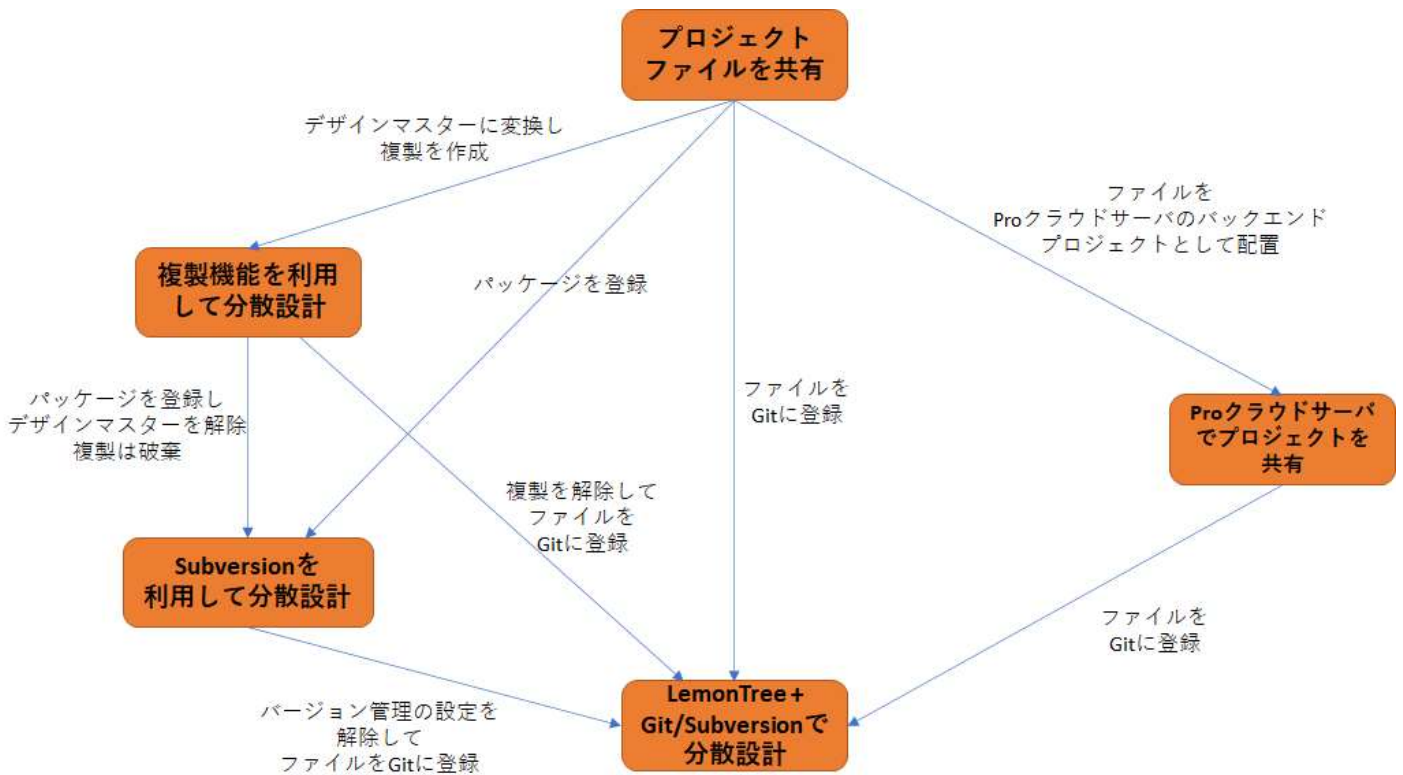 プロジェクト
ファイルを共有
デザインマスターに変換し
複製を作成
ファイルを
Proクラウドサーバのバックエンド
プロジェクトとして配置
複製機能を利用
して分散設計
パッケージを登録
パッケージを登録し
デザインマスターを解除
複製は破棄
ファイルを
Gitに登録
Proクラウドサーバ
でプロジェクトを
共有
複製を解除して
ファイルを
Gitに登録
Subversionを
利用して分散設計
ファイルを
Gitに登録
バージョン管理の設定を
解除して
ファイルをGitに登録
LemonTree+
Git/Subversionで
分散設計